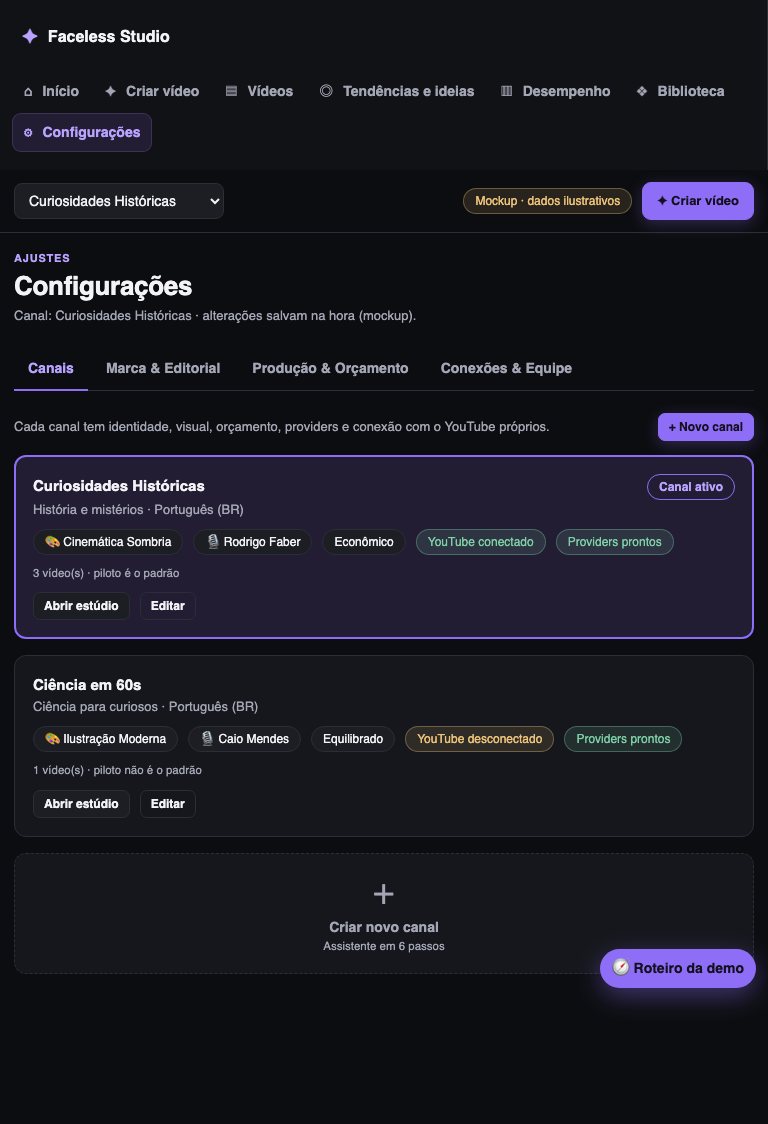 Faceless Studio
Início Criar vídeo Vídeos Tendências e ideias Desempenho Biblioteca
Configurações
Curiosidades Históricas
Mockup · dados ilustrativos
✦ Criar vídeo
AJUSTES
Configurações
Canal: Curiosidades Históricas · alterações salvam na hora (mockup).
Canais Marca & Editorial Produção & Orçamento Conexões & Equipe
Cada canal tem identidade, visual, orçamento, providers e conexão com o YouTube próprios.
+ Novo canal
Curiosidades Históricas
Canal ativo
História e mistérios · Português (BR)
🎨 Cinemática Sombria 🎙️ Rodrigo Faber Econômico YouTube conectado Providers prontos
3 vídeo(s) · piloto é o padrão
Abrir estúdio Editar
Ciência em 60s
Ciência para curiosos · Português (BR)
🎨 Ilustração Moderna 🎙️ Caio Mendes Equilibrado YouTube desconectado Providers prontos
1 vídeo(s) · piloto não é o padrão
Abrir estúdio Editar
+
Criar novo canal
Assistente em 6 passos
🧭 Roteiro da demo